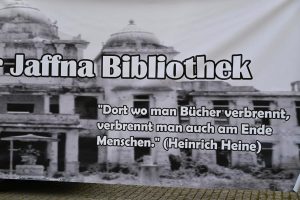 r Jaffna Bibliothek
"Dort wo man Bücher verbrennt,
verbrennt man auch am Ende
Menschen." (Heinrich Heine)